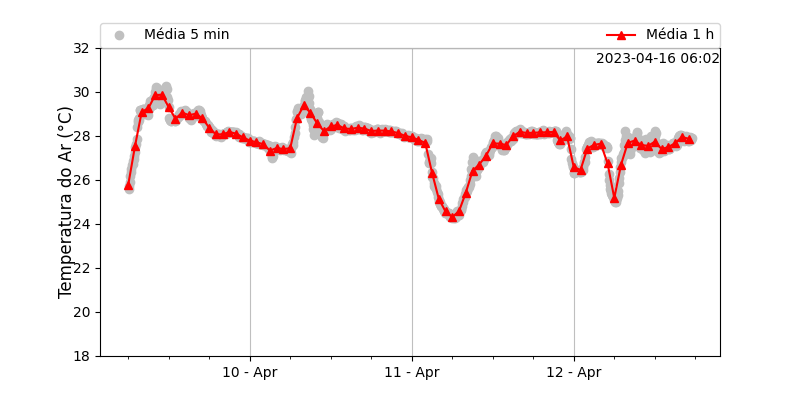 Média 5 min
Média 1 h
2023-04-16 06:02
Temperatura do Ar (°C)
32
30
28
26
24
22
20
18
10 - Apr
11 - Apr
12 - Apr